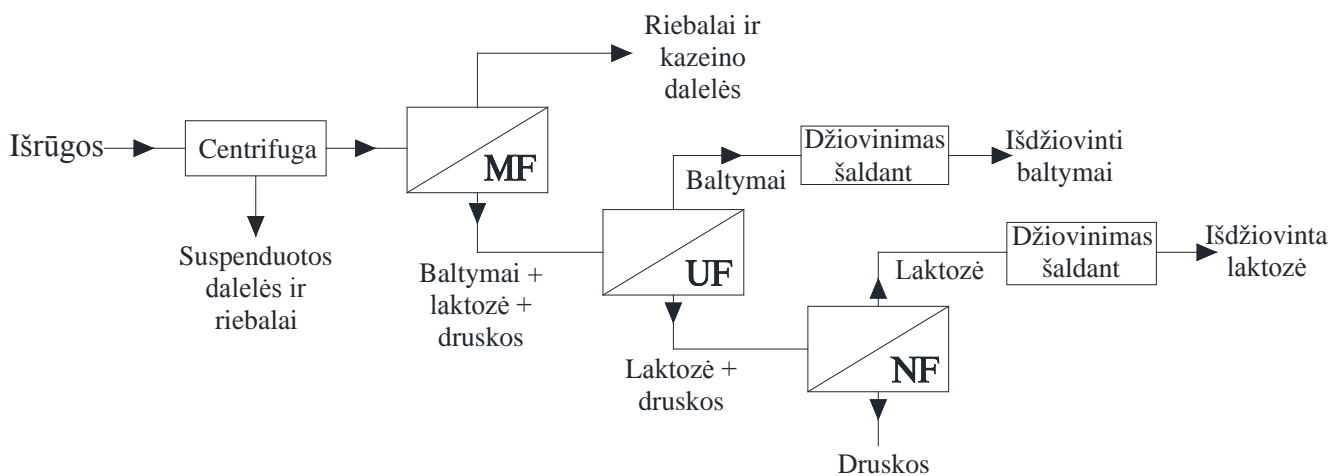 Išrūgos
Centrifuga
Suspenduotos
dalelės ir
riebalai
MF
Riebalai ir
kazeino
dalelės
Baltymai +
laktozė +
druskos
UF
Baltymai
Džiovinimas
šaldant
Išdžiovinti
baltymai
Laktozė +
druskos
NF
Laktozė
Džiovinimas
šaldant
Išdžiovinta
laktozė
Druskos